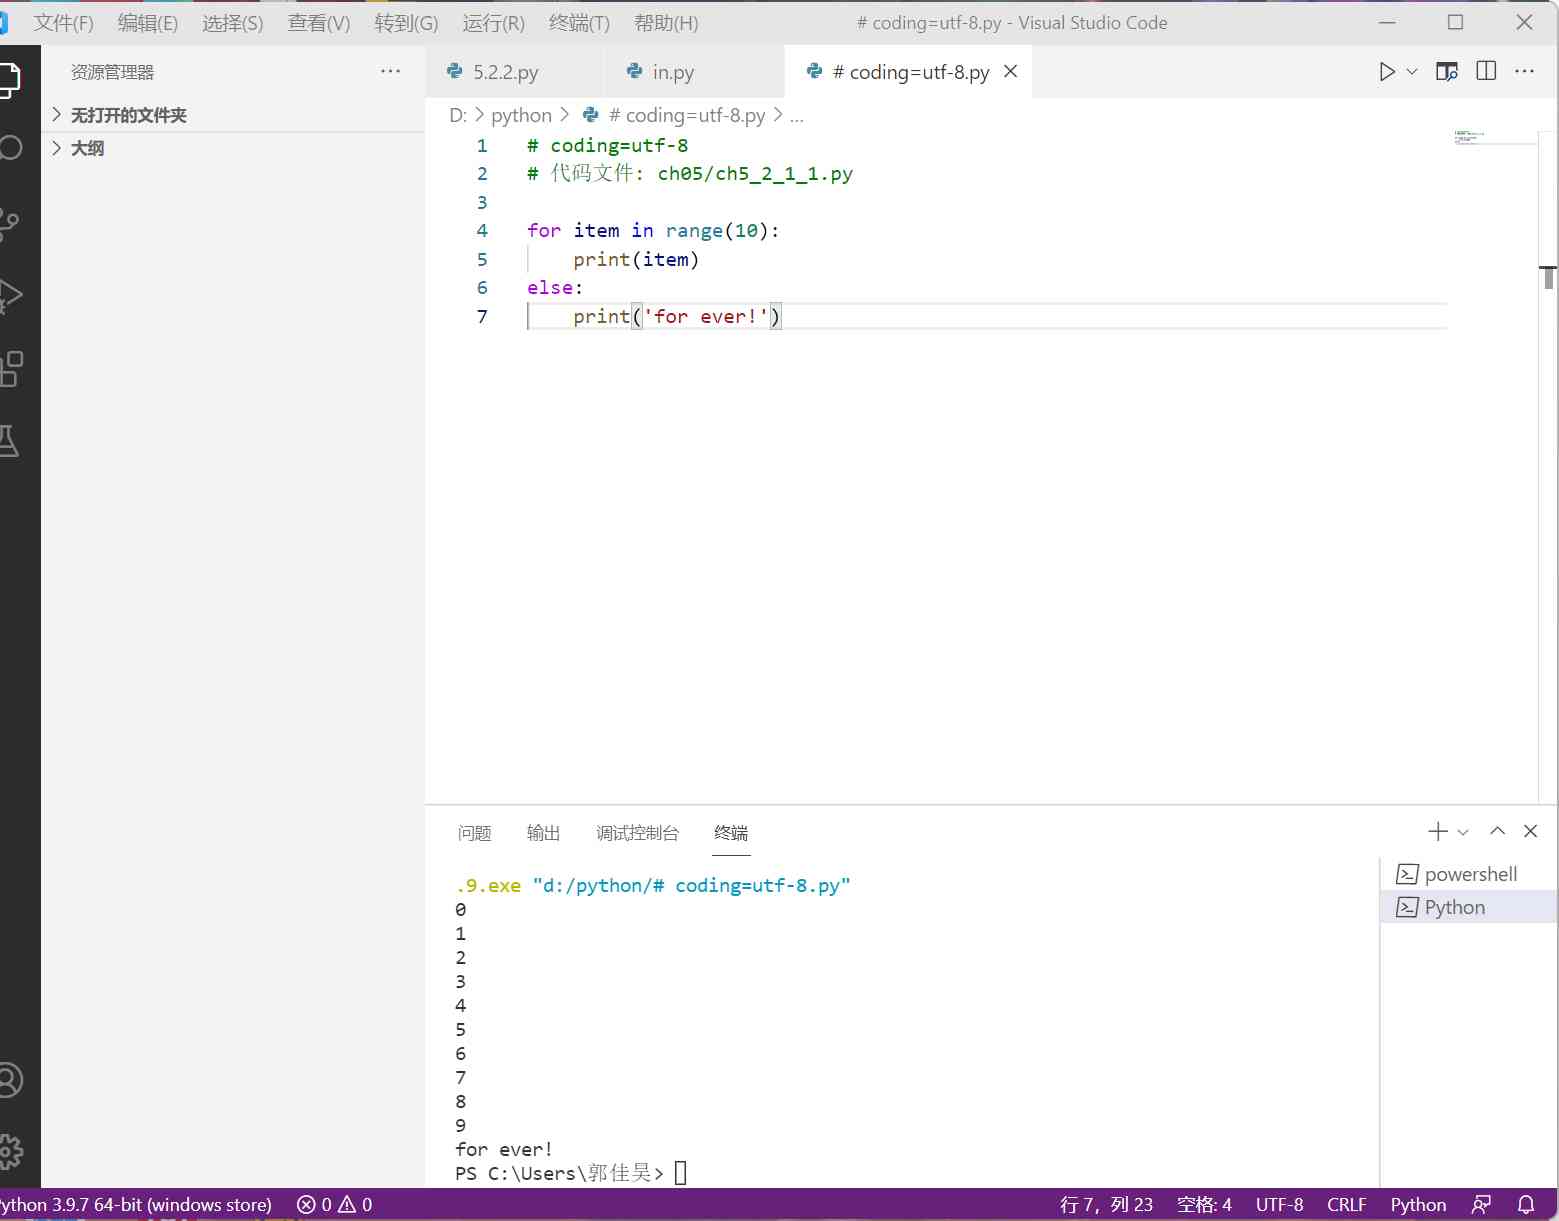 文件(F) 编辑(E) 选择(S) 查看(V) 转到(G) 运行(R) 终端(T) 帮助(H) # coding=utf-8.py - Visual Studio Code
资源管理器
5.2.2.py in.py # coding=utf-8.py
无打开的文件夹
大纲
D: > python > # coding=utf-8.py > ...
1 # coding=utf-8
2 # 代码文件: ch05/ch5_2_1_1.py
3
4 for item in range(10):
5     print(item)
6 else:
7     print('for ever!')
问题 输出 调试控制台 终端
.9.exe "d:/python/# coding=utf-8.py"
0
1
2
3
4
5
6
7
8
9
for ever!
PS C:\Users\郭佳昊>
powershell
Python
ython 3.9.7 64-bit (windows store) 0 0 行 7，列 23 空格: 4 UTF-8 CRLF Python